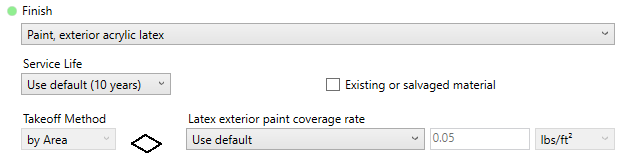 Finish
Paint, exterior acrylic latex
Service Life
Use default (10 years)
Existing or salvaged material
Takeoff Method
Latex exterior paint coverage rate
by Area
Use default
0.05
lbs/ft²